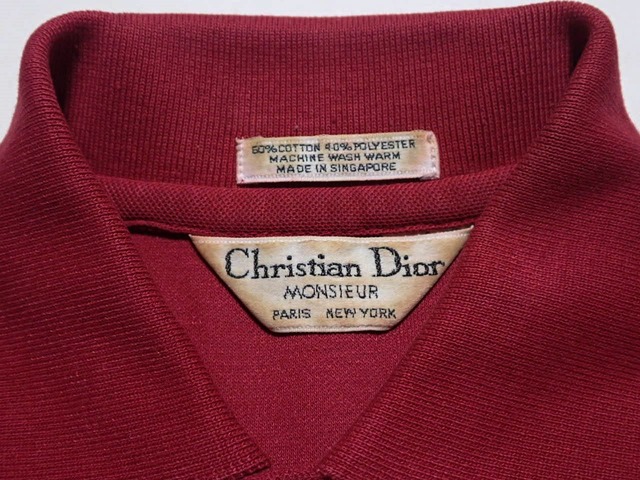 60% COTTON 40% POLYESTER
MACHINE WASH WARM
MADE IN SINGAPORE
Christian Dior
MONSIEUR
PARIS NEW YORK